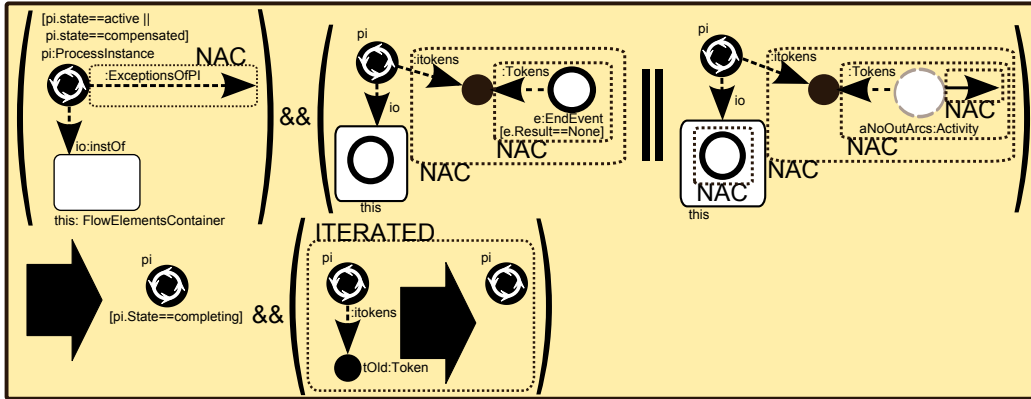 [pi.state==active ||
pi.state==compensated]
pi:ProcessInstance
NAC
:ExceptionsOfPI
io:instOf
this: FlowElementsContainer
&&
pi
:itokens
:Tokens
io
e:EndEvent
[e.Result==None]
NAC
NAC
this
||
pi
:itokens
:Tokens
io
NAC
aNoOutArcs:Activity
NAC
NAC
NAC
this
pi
[pi.State==completing]
&&
ITERATED
pi
:itokens
tOld:Token
pi